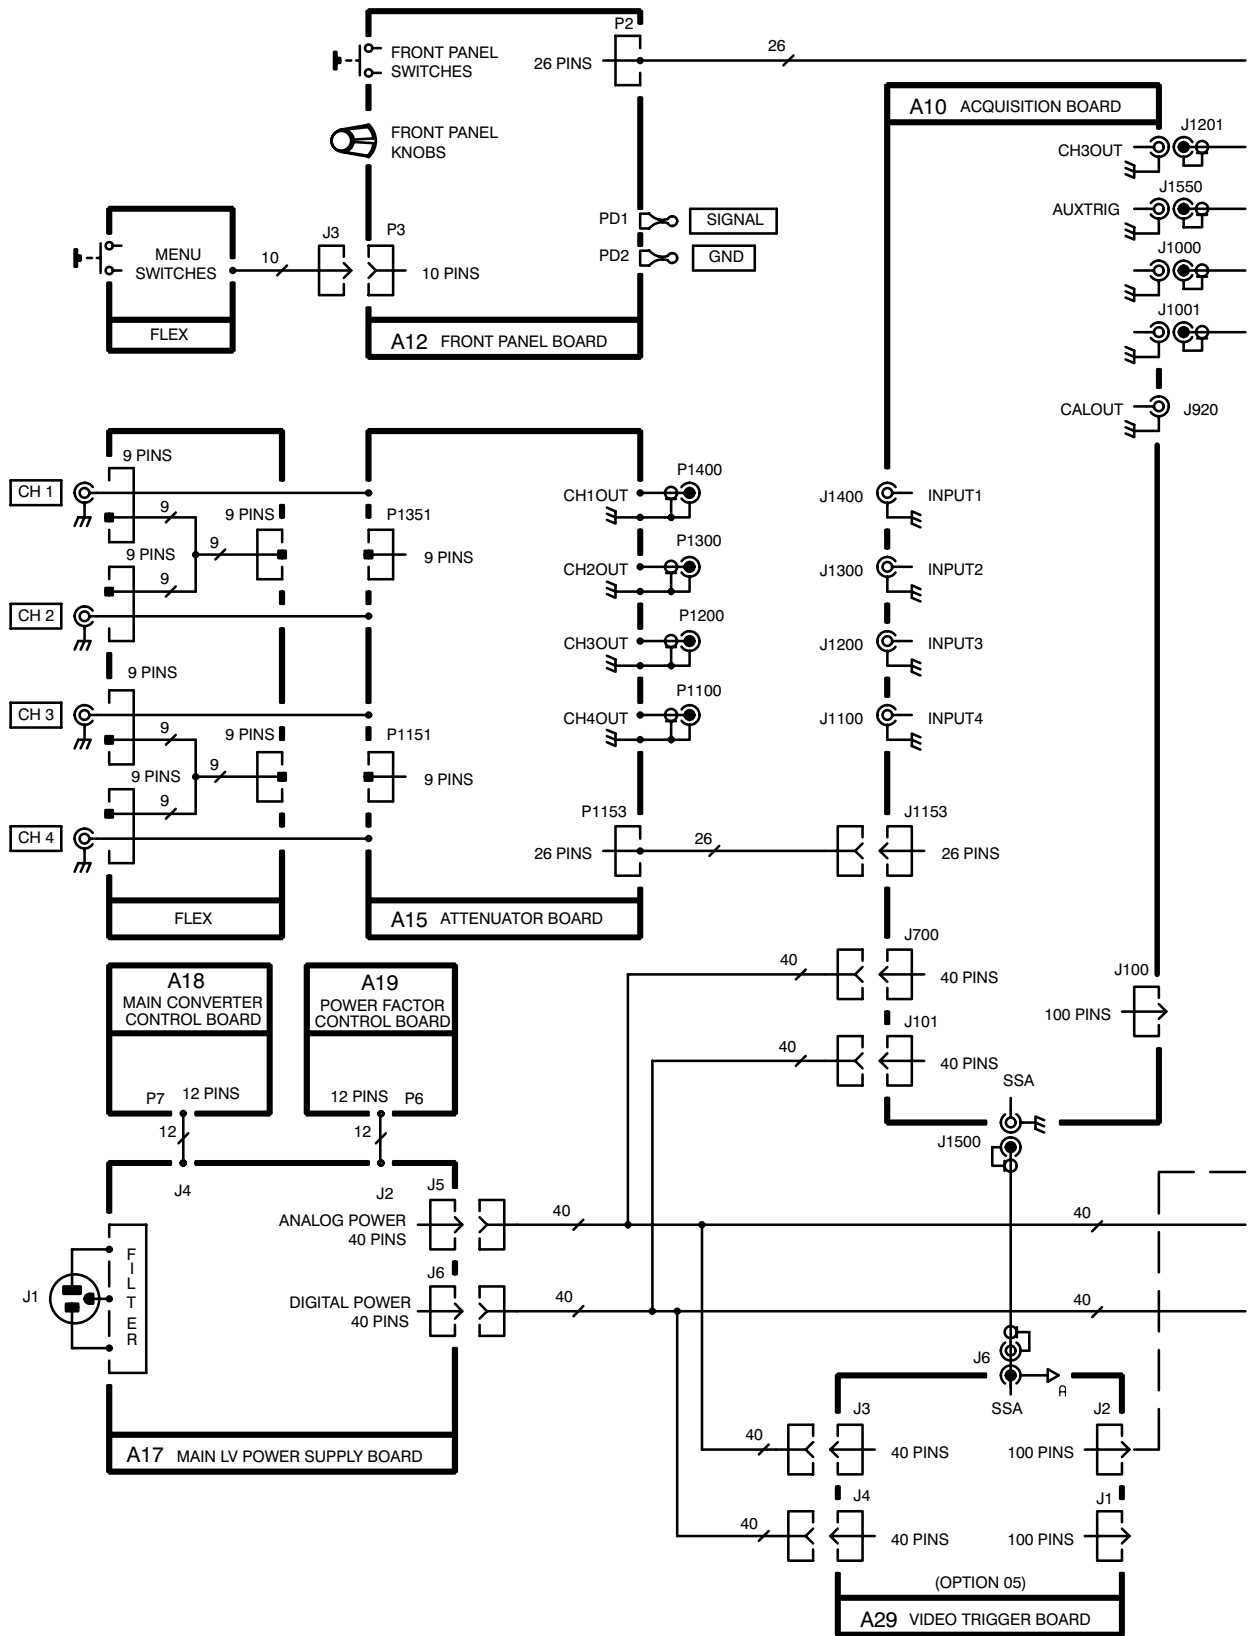 P2
26
FRONT PANEL
SWITCHES
26 PINS
A10 ACQUISITION BOARD
J1201
FRONT PANEL
KNOBS
CH3OUT
J1550
AUXTRIG
PD1
SIGNAL
J3
P3
J1000
MENU
SWITCHES
10
10 PINS
PD2
GND
J1001
FLEX
A12 FRONT PANEL BOARD
CALOUT
J920
9 PINS
P1400
CH 1
CH1OUT
J1400
INPUT1
9
9 PINS
P1351
P1300
9 PINS
9
9 PINS
CH2OUT
J1300
INPUT2
9
CH 2
P1200
CH3OUT
J1200
INPUT3
9 PINS
P1100
CH 3
CH4OUT
J1100
INPUT4
9
9 PINS
P1151
9 PINS
9
9 PINS
9
P1153
J1153
CH 4
26 PINS
26
26 PINS
FLEX
A15 ATTENUATOR BOARD
J700
A18
MAIN CONVERTER
CONTROL BOARD
A19
POWER FACTOR
CONTROL BOARD
40
40 PINS
J100
100 PINS
J101
40
40 PINS
SSA
P7
12 PINS
12 PINS
P6
12
12
J1500
J4
J2
J5
ANALOG POWER
40 PINS
40
40
J6
FILTER
J1
DIGITAL POWER
40 PINS
40
40
J6
A
SSA
J3
J2
40
40 PINS
100 PINS
A17 MAIN LV POWER SUPPLY BOARD
J4
J1
40
40 PINS
100 PINS
(OPTION 05)
A29 VIDEO TRIGGER BOARD